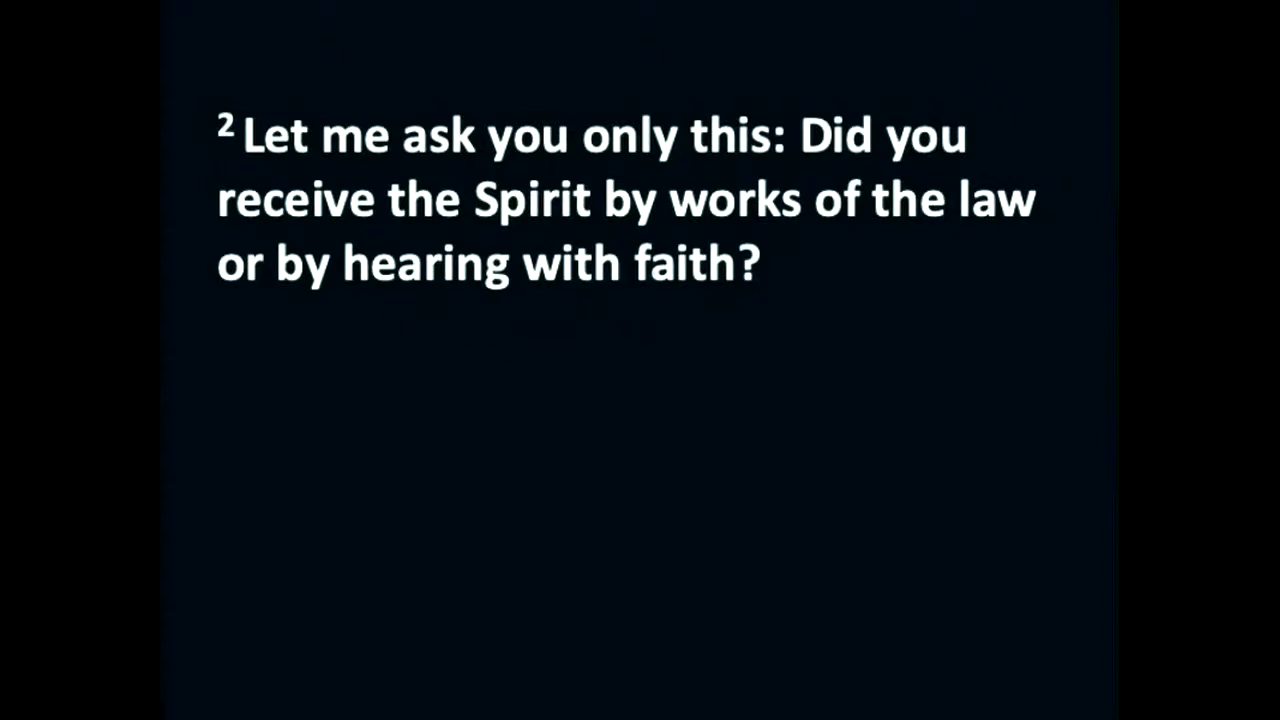 ² Let me ask you only this: Did you
receive the Spirit by works of the law
or by hearing with faith?